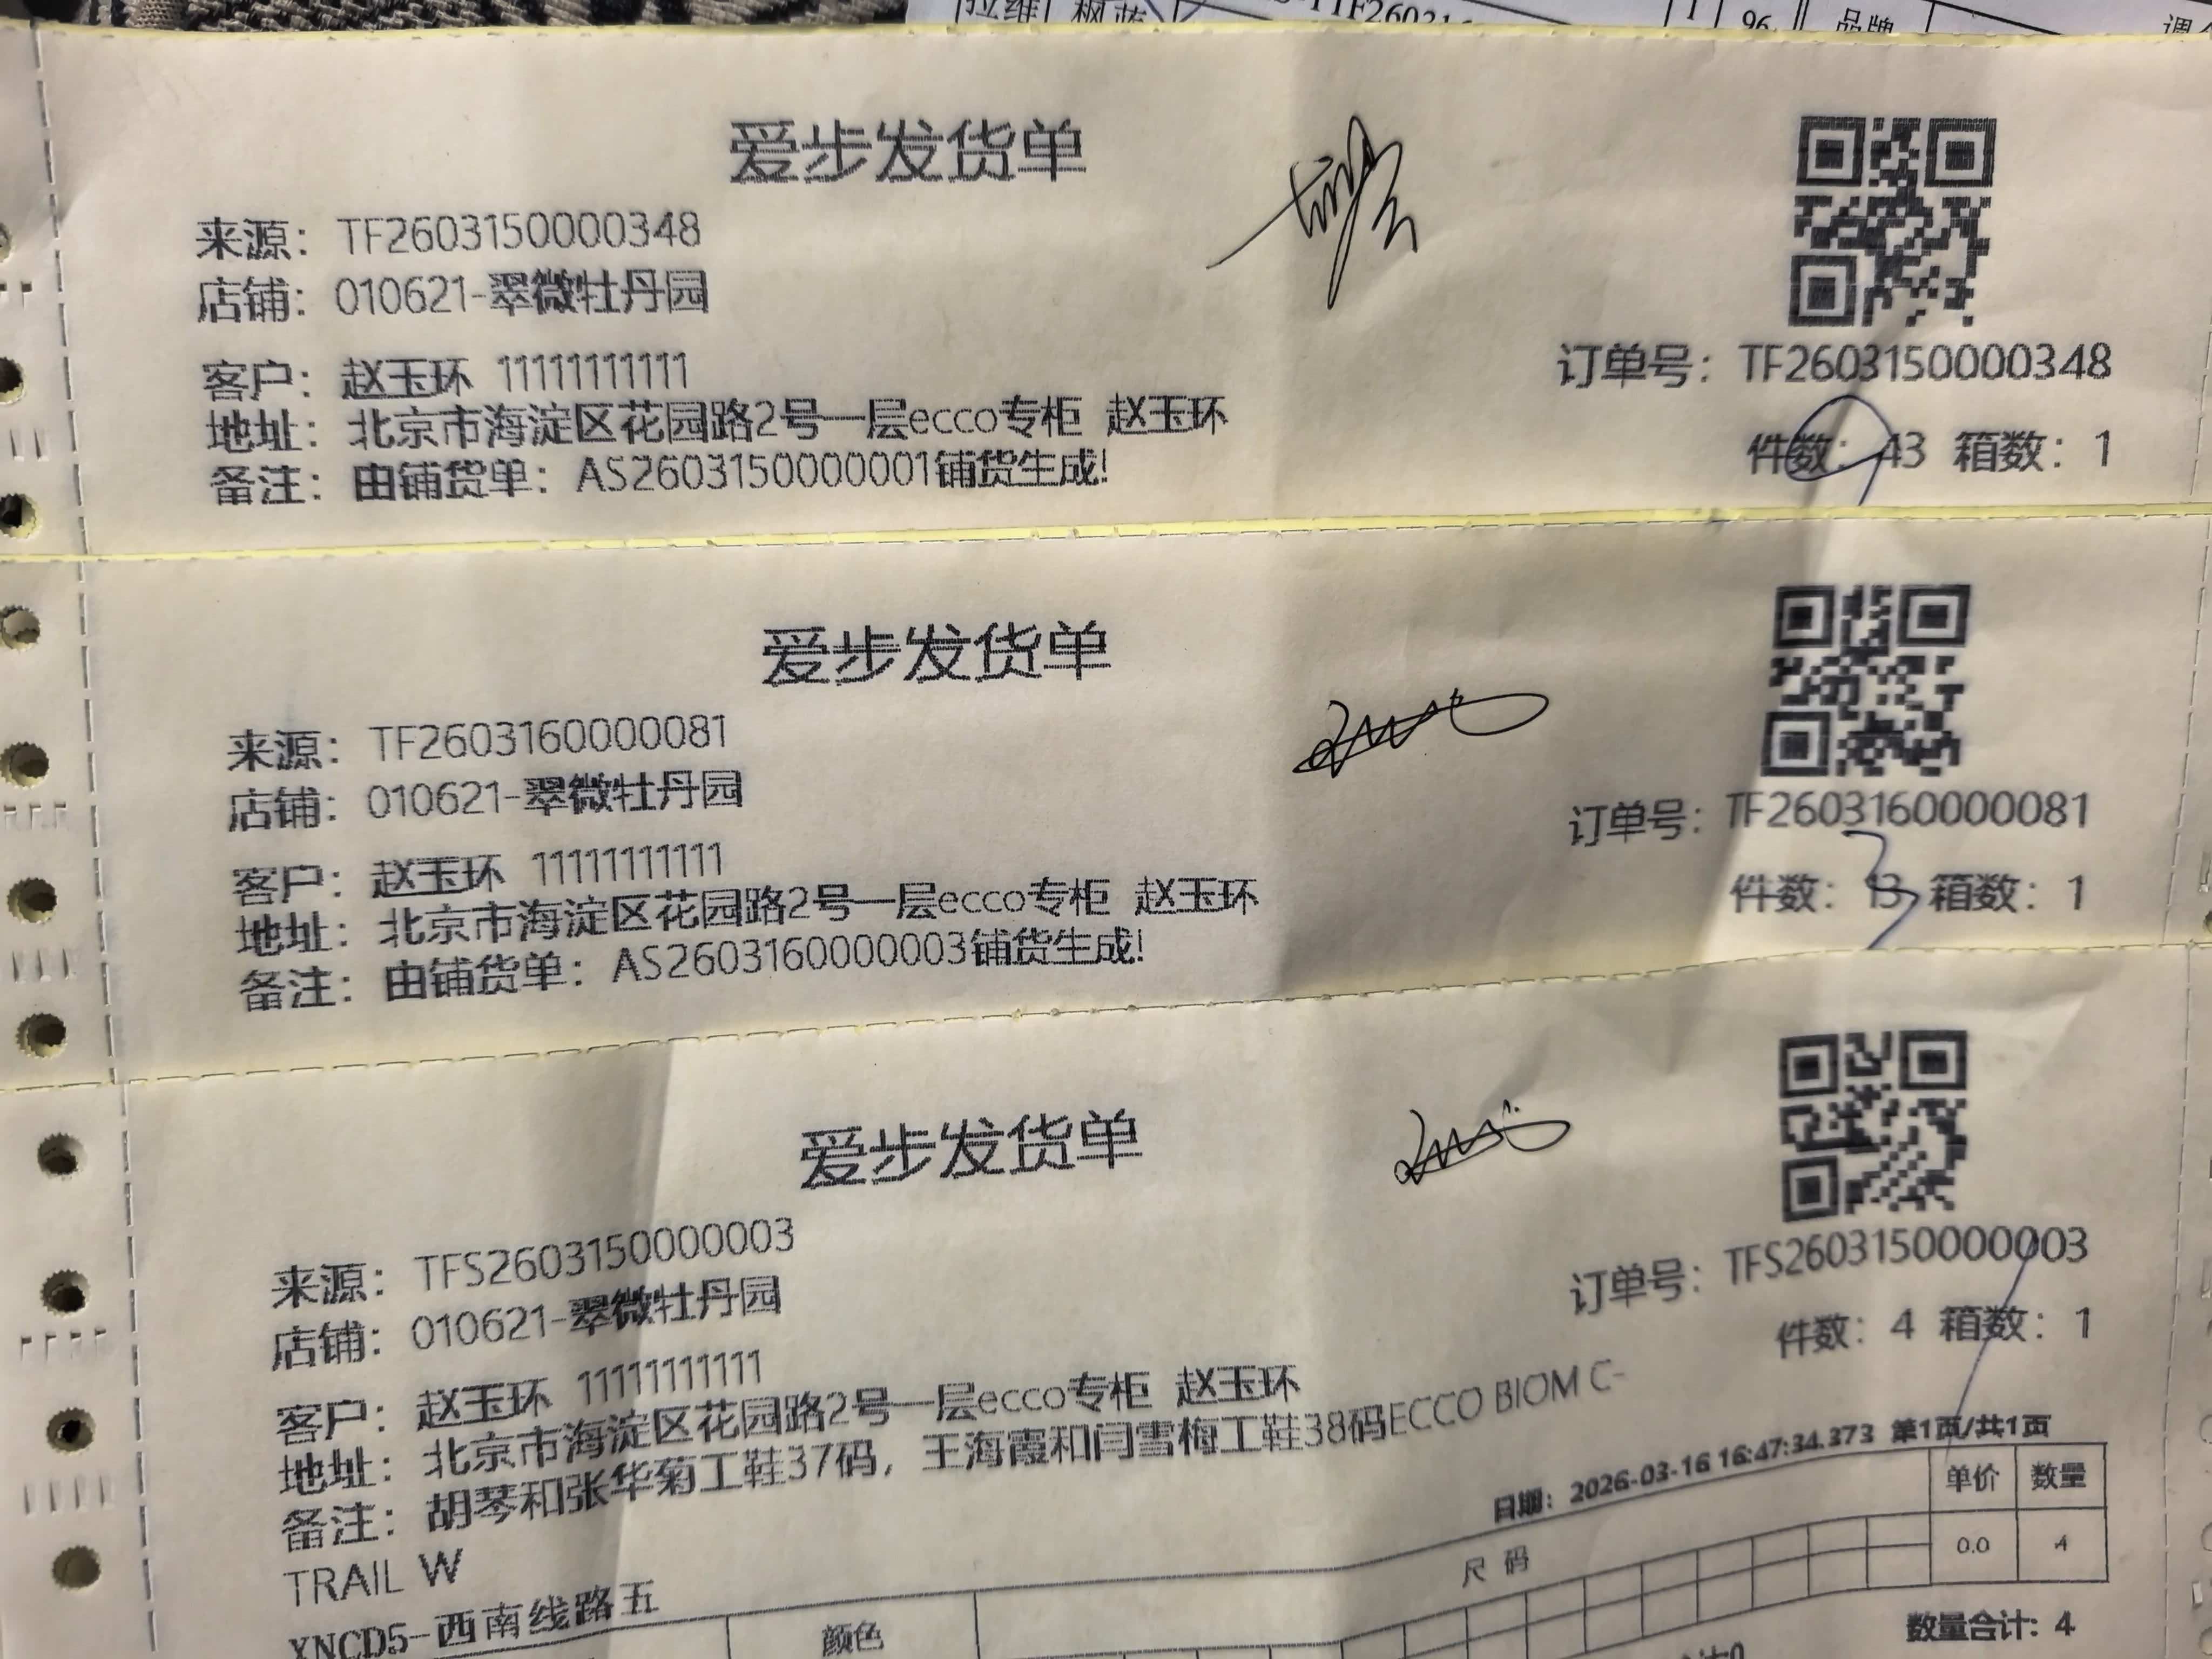 品牌
爱步发货单
来源：TF2603150000348
店铺：010621-翠微牡丹园
客户：赵玉环 11111111111
地址：北京市海淀区花园路2号一层ecco专柜 赵玉环
备注：由铺货单：AS2603150000001铺货生成!
订单号：TF2603150000348
件数：43 箱数：1
爱步发货单
来源：TF2603160000081
店铺：010621-翠微牡丹园
客户：赵玉环 11111111111
地址：北京市海淀区花园路2号一层ecco专柜 赵玉环
备注：由铺货单：AS2603160000003铺货生成!
订单号：TF2603160000081
件数：13 箱数：1
爱步发货单
来源：TFS2603150000003
店铺：010621-翠微牡丹园
客户：赵玉环 11111111111
地址：北京市海淀区花园路2号一层ecco专柜 赵玉环
备注：胡琴和张华菊工鞋37码，王海霞和闫雪梅工鞋38码ECCO BIOM C-
TRAIL W
订单号：TFS2603150000003
件数：4 箱数：1
日期：2026-03-16 16:47:34.373 第1页/共1页
XNCD5-西南线路五
颜色
尺码
单价 数量
0.0 4
数量合计：4